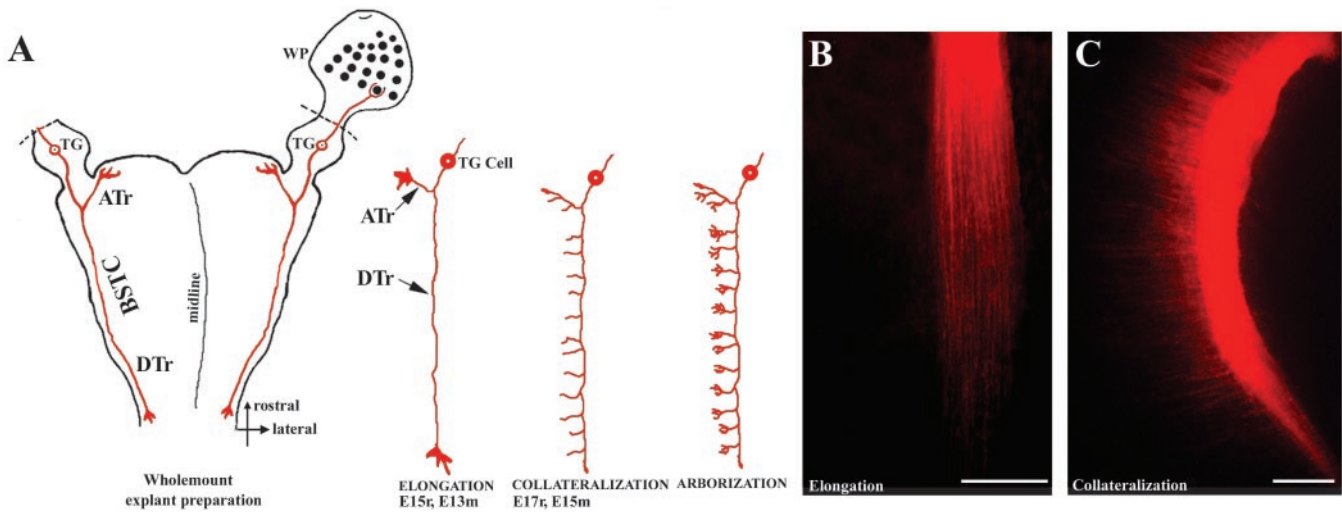 A
WP
TG
TG
ATr
BSTC
midline
DTr
rostral
lateral
Wholemount
explant preparation
TG Cell
ATr
DTr
ELONGATION
E15r, E13m
COLLATERALIZATION
E17r, E15m
ARBORIZATION
B
Elongation
C
Collateralization